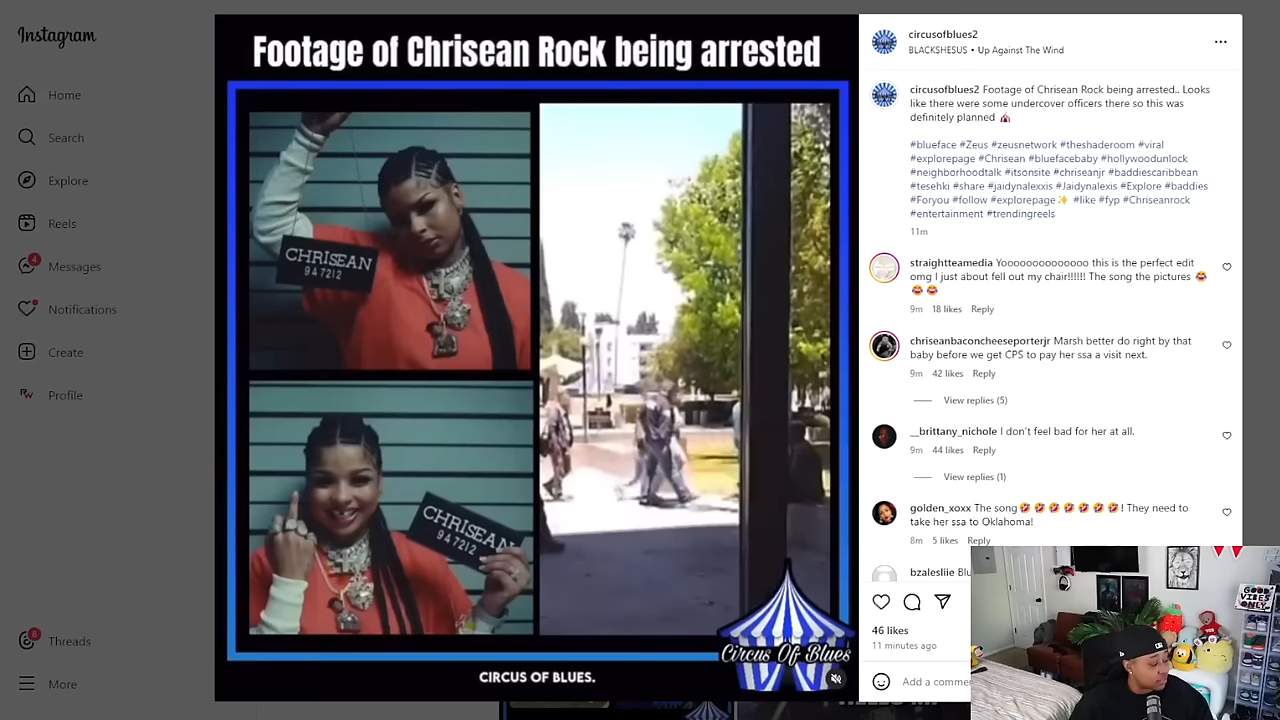 Instagram
Home
Search
Explore
Reels
4
Messages
Notifications
Create
Profile
8
Threads
More
Footage of Chrisean Rock being arrested
CHRISEAN
947212
CHRISEAN
947212
Circus Of Blues
CIRCUS OF BLUES.
circusofblues2
BLACKSHESUS • Up Against The Wind
circusofblues2 Footage of Chrisean Rock being arrested.. Looks
like there were some undercover officers there so this was
definitely planned 🎪
#blueface #Zeus #zeusnetwork #theshaderoom #viral
#explorepage #Chrisean #bluefacebaby #hollywoodunlock
#neighborhoodtalk #itsonsite #chriseanjr #baddiescaribbean
#tesehki #share #jaidynalexxis #Jaidynalexis #Explore #baddies
#Foryou #follow #explorepage✨ #like #fyp #Chriseanrock
#entertainment #trendingreels
11m
straightteamedia Yooooooooooooooo this is the perfect edit
omg I just about fell out my chair!!!!!! The song the pictures 😂
😂😂
9m 18 likes Reply
chriseanbaconcheeseporterjr Marsh better do right by that
baby before we get CPS to pay her ssa a visit next.
9m 42 likes Reply
View replies (5)
__brittany_nichole I don't feel bad for her at all.
9m 44 likes Reply
View replies (1)
golden_xoxx The song🤣🤣🤣🤣🤣🤣🤣! They need to
take her ssa to Oklahoma!
8m 5 likes Reply
bzalesliie
46 likes
11 minutes ago
Add a comme
GOOD
VIBES
ONLY